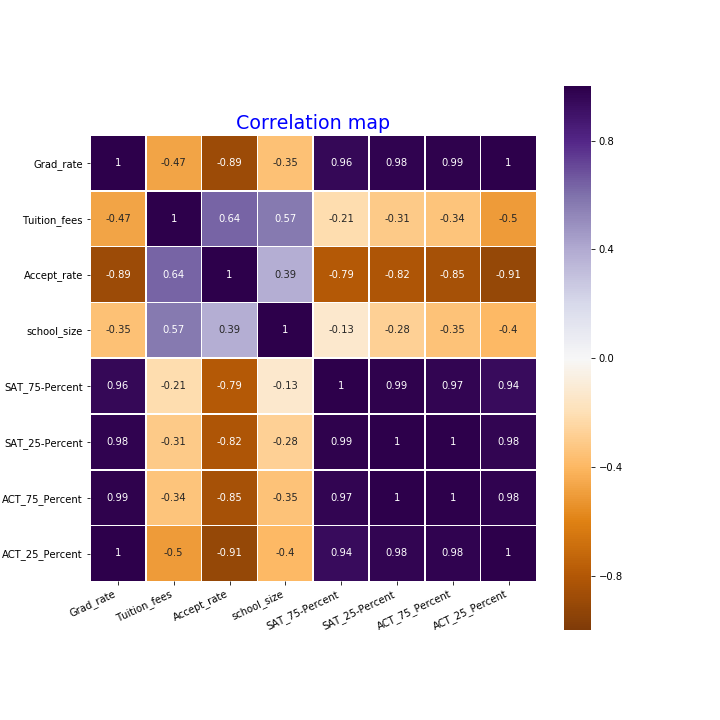 Correlation map
Grad_rate 1 -0.47 -0.89 -0.35 0.96 0.98 0.99 1
Tuition_fees -0.47 1 0.64 0.57 -0.21 -0.31 -0.34 -0.5
Accept_rate -0.89 0.64 1 0.39 -0.79 -0.82 -0.85 -0.91
school_size -0.35 0.57 0.39 1 -0.13 -0.28 -0.35 -0.4
SAT_75-Percent 0.96 -0.21 -0.79 -0.13 1 0.99 0.97 0.94
SAT_25-Percent 0.98 -0.31 -0.82 -0.28 0.99 1 1 0.98
ACT_75_Percent 0.99 -0.34 -0.85 -0.35 0.97 1 1 0.98
ACT_25_Percent 1 -0.5 -0.91 -0.4 0.94 0.98 0.98 1
Grad_rate Tuition_fees Accept_rate school_size SAT_75-Percent SAT_25-Percent ACT_75_Percent ACT_25_Percent
0.8
0.4
0.0
−0.4
−0.8